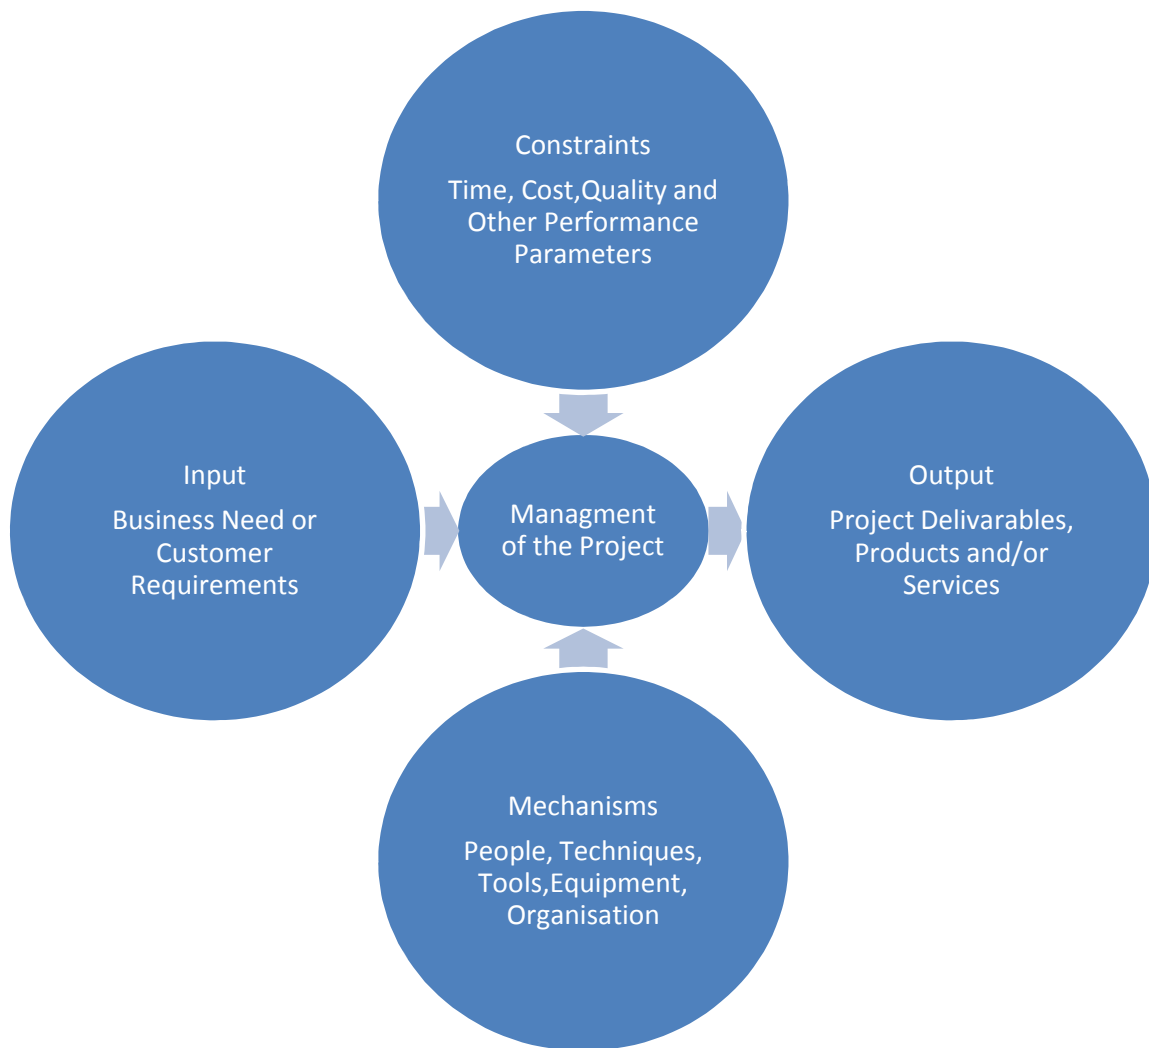 Constraints
Time, Cost,Quality and
Other Performance
Parameters
Input
Business Need or
Customer
Requirements
Managment
of the Project
Output
Project Delivarables,
Products and/or
Services
Mechanisms
People, Techniques,
Tools,Equipment,
Organisation